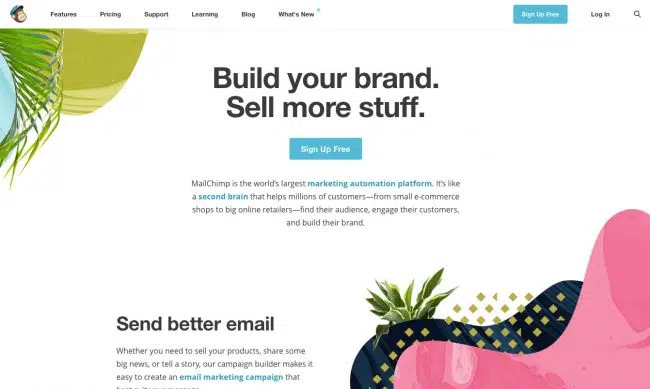 Features Pricing Support Learning Blog What's New Sign Up Free Log In
Build your brand.
Sell more stuff.
Sign Up Free
MailChimp is the world's largest marketing automation platform. It's like
a second brain that helps millions of customers—from small e-commerce
shops to big online retailers—find their audience, engage their customers,
and build their brand.
Send better email
Whether you need to sell your products, share some
big news, or tell a story, our campaign builder makes it
easy to create an email marketing campaign that